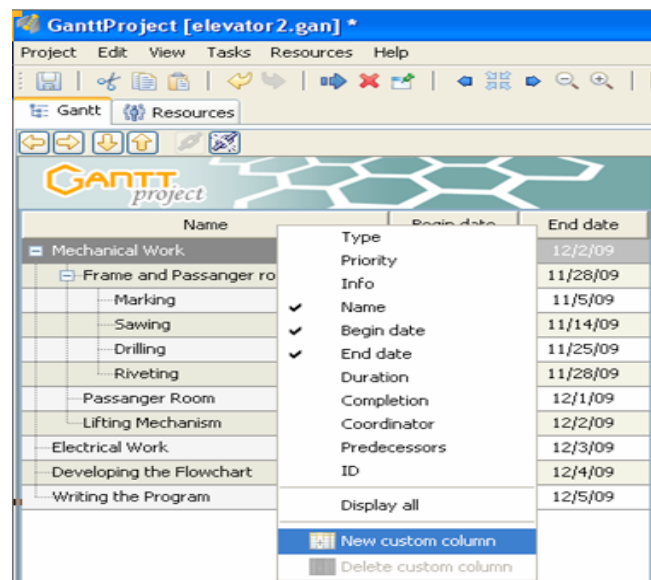 GanttProject [elevator2.gan] *
Project Edit View Tasks Resources Help
Gantt Resources
GANTT
project
Name Begin date End date
Mechanical Work 12/2/09
Frame and Passanger ro 11/28/09
Marking 11/5/09
Sawing 11/14/09
Drilling 11/25/09
Riveting 11/28/09
Passanger Room 12/1/09
Lifting Mechanism 12/2/09
Electrical Work 12/3/09
Developing the Flowchart 12/4/09
Writing the Program 12/5/09
Type
Priority
Info
Name
Begin date
End date
Duration
Completion
Coordinator
Predecessors
ID
Display all
New custom column
Delete custom column